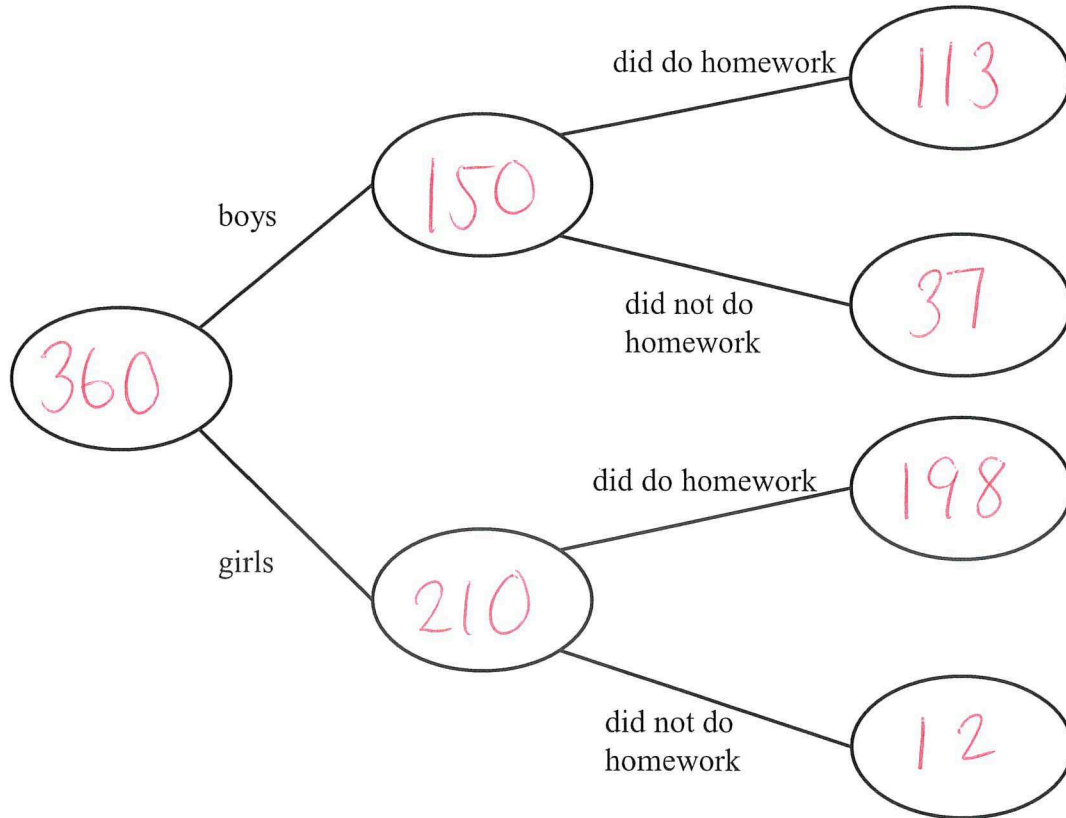 did do homework
113
150
boys
did not do
homework
37
360
did do homework
198
girls
210
did not do
homework
12